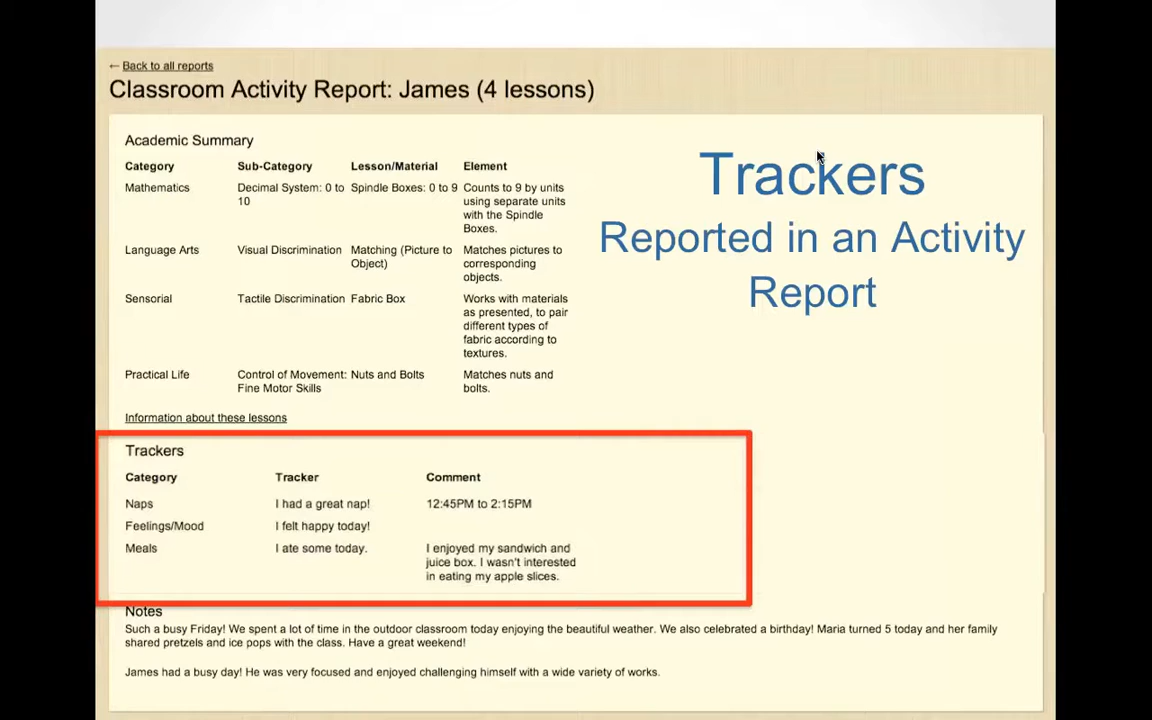 ← Back to all reports
Classroom Activity Report: James (4 lessons)
Academic Summary
Category Sub-Category Lesson/Material Element
Mathematics Decimal System: 0 to Spindle Boxes: 0 to 9 Counts to 9 by units
10 using separate units
with the Spindle
Boxes.
Language Arts Visual Discrimination Matching (Picture to Matches pictures to
Object) corresponding
objects.
Sensorial Tactile Discrimination Fabric Box Works with materials
as presented, to pair
different types of
fabric according to
textures.
Practical Life Control of Movement: Nuts and Bolts Matches nuts and
Fine Motor Skills bolts.
Information about these lessons
Trackers
Reported in an Activity
Report
Trackers
Category Tracker Comment
Naps I had a great nap! 12:45PM to 2:15PM
Feelings/Mood I felt happy today!
Meals I ate some today. I enjoyed my sandwich and
juice box. I wasn't interested
in eating my apple slices.
Notes
Such a busy Friday! We spent a lot of time in the outdoor classroom today enjoying the beautiful weather. We also celebrated a birthday! Maria turned 5 today and her family
shared pretzels and ice pops with the class. Have a great weekend!
James had a busy day! He was very focused and enjoyed challenging himself with a wide variety of works.